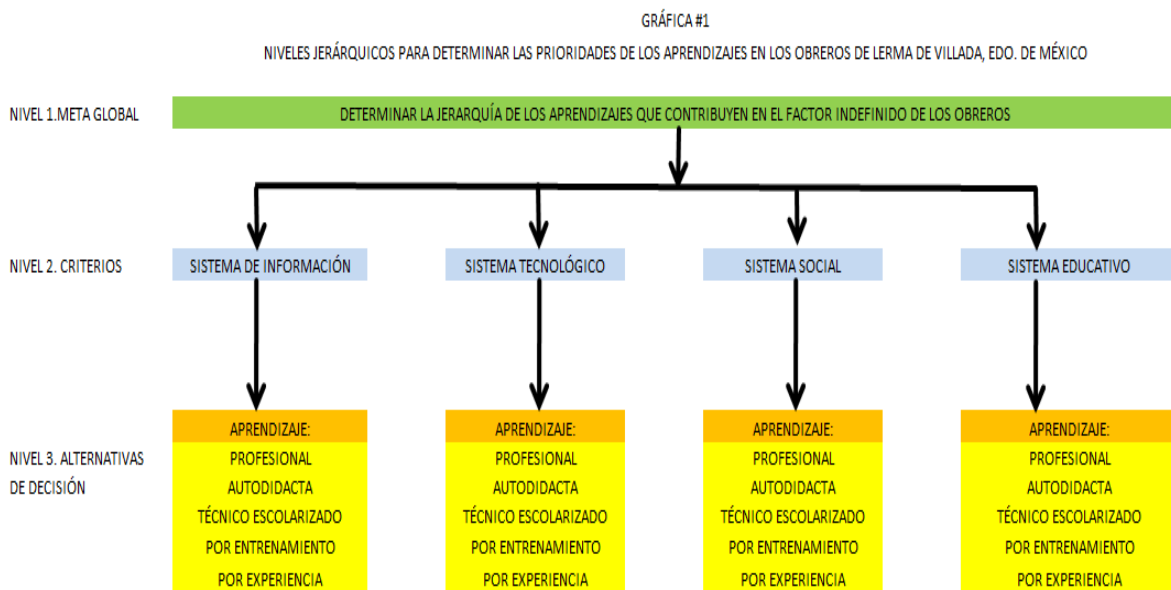 GRÁFICA #1
NIVELES JERÁRQUICOS PARA DETERMINAR LAS PRIORIDADES DE LOS APRENDIZAJES EN LOS OBREROS DE LERMA DE VILLADA, EDO. DE MÉXICO
NIVEL 1.META GLOBAL
DETERMINAR LA JERARQUÍA DE LOS APRENDIZAJES QUE CONTRIBUYEN EN EL FACTOR INDEFINIDO DE LOS OBREROS
NIVEL 2. CRITERIOS
SISTEMA DE INFORMACIÓN
SISTEMA TECNOLÓGICO
SISTEMA SOCIAL
SISTEMA EDUCATIVO
NIVEL 3. ALTERNATIVAS
DE DECISIÓN
APRENDIZAJE:
PROFESIONAL
AUTODIDACTA
TÉCNICO ESCOLARIZADO
POR ENTRENAMIENTO
POR EXPERIENCIA
APRENDIZAJE:
PROFESIONAL
AUTODIDACTA
TÉCNICO ESCOLARIZADO
POR ENTRENAMIENTO
POR EXPERIENCIA
APRENDIZAJE:
PROFESIONAL
AUTODIDACTA
TÉCNICO ESCOLARIZADO
POR ENTRENAMIENTO
POR EXPERIENCIA
APRENDIZAJE:
PROFESIONAL
AUTODIDACTA
TÉCNICO ESCOLARIZADO
POR ENTRENAMIENTO
POR EXPERIENCIA